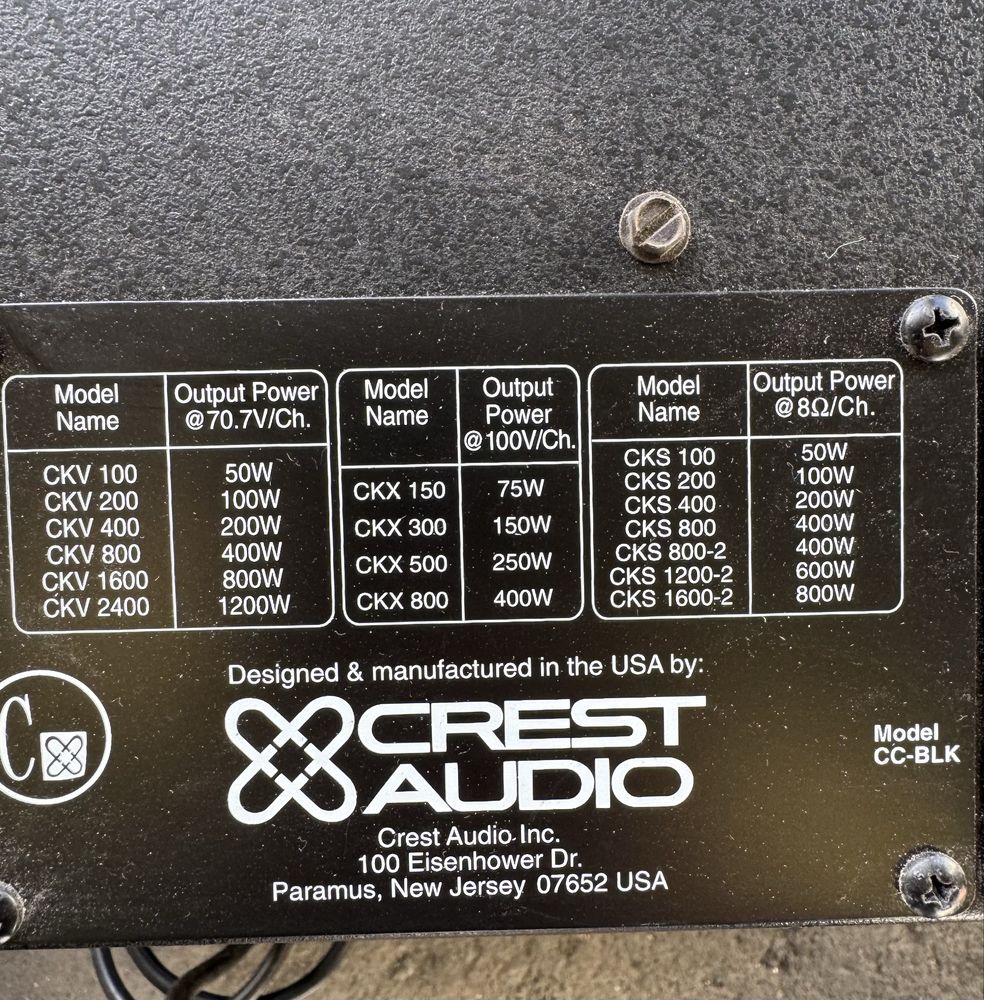 Model Name
Output Power @70.7V/Ch.
CKV 100 50W
CKV 200 100W
CKV 400 200W
CKV 800 400W
CKV 1600 800W
CKV 2400 1200W
Model Name
Output Power @100V/Ch.
CKX 150 75W
CKX 300 150W
CKX 500 250W
CKX 800 400W
Model Name
Output Power @8Ω/Ch.
CKS 100 50W
CKS 200 100W
CKS 400 200W
CKS 800 400W
CKS 800-2 400W
CKS 1200-2 600W
CKS 1600-2 800W
Designed & manufactured in the USA by:
C
CREST
AUDIO
Model
CC-BLK
Crest Audio Inc.
100 Eisenhower Dr.
Paramus, New Jersey 07652 USA